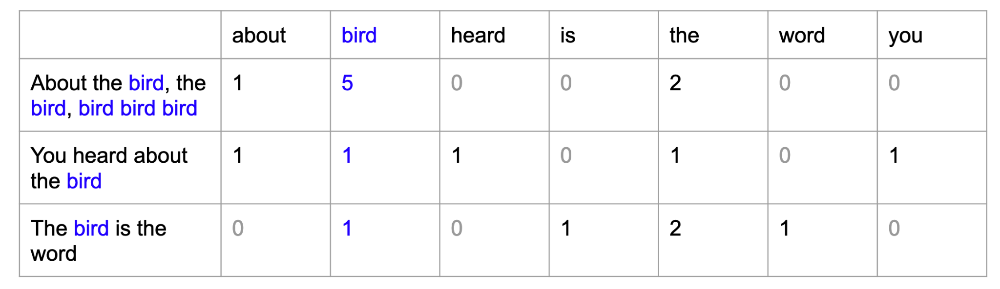 about bird heard is the word you
About the bird, the 1 5 0 0 2 0 0
bird, bird bird bird
You heard about 1 1 1 0 1 0 1
the bird
The bird is the 0 1 0 1 2 1 0
word